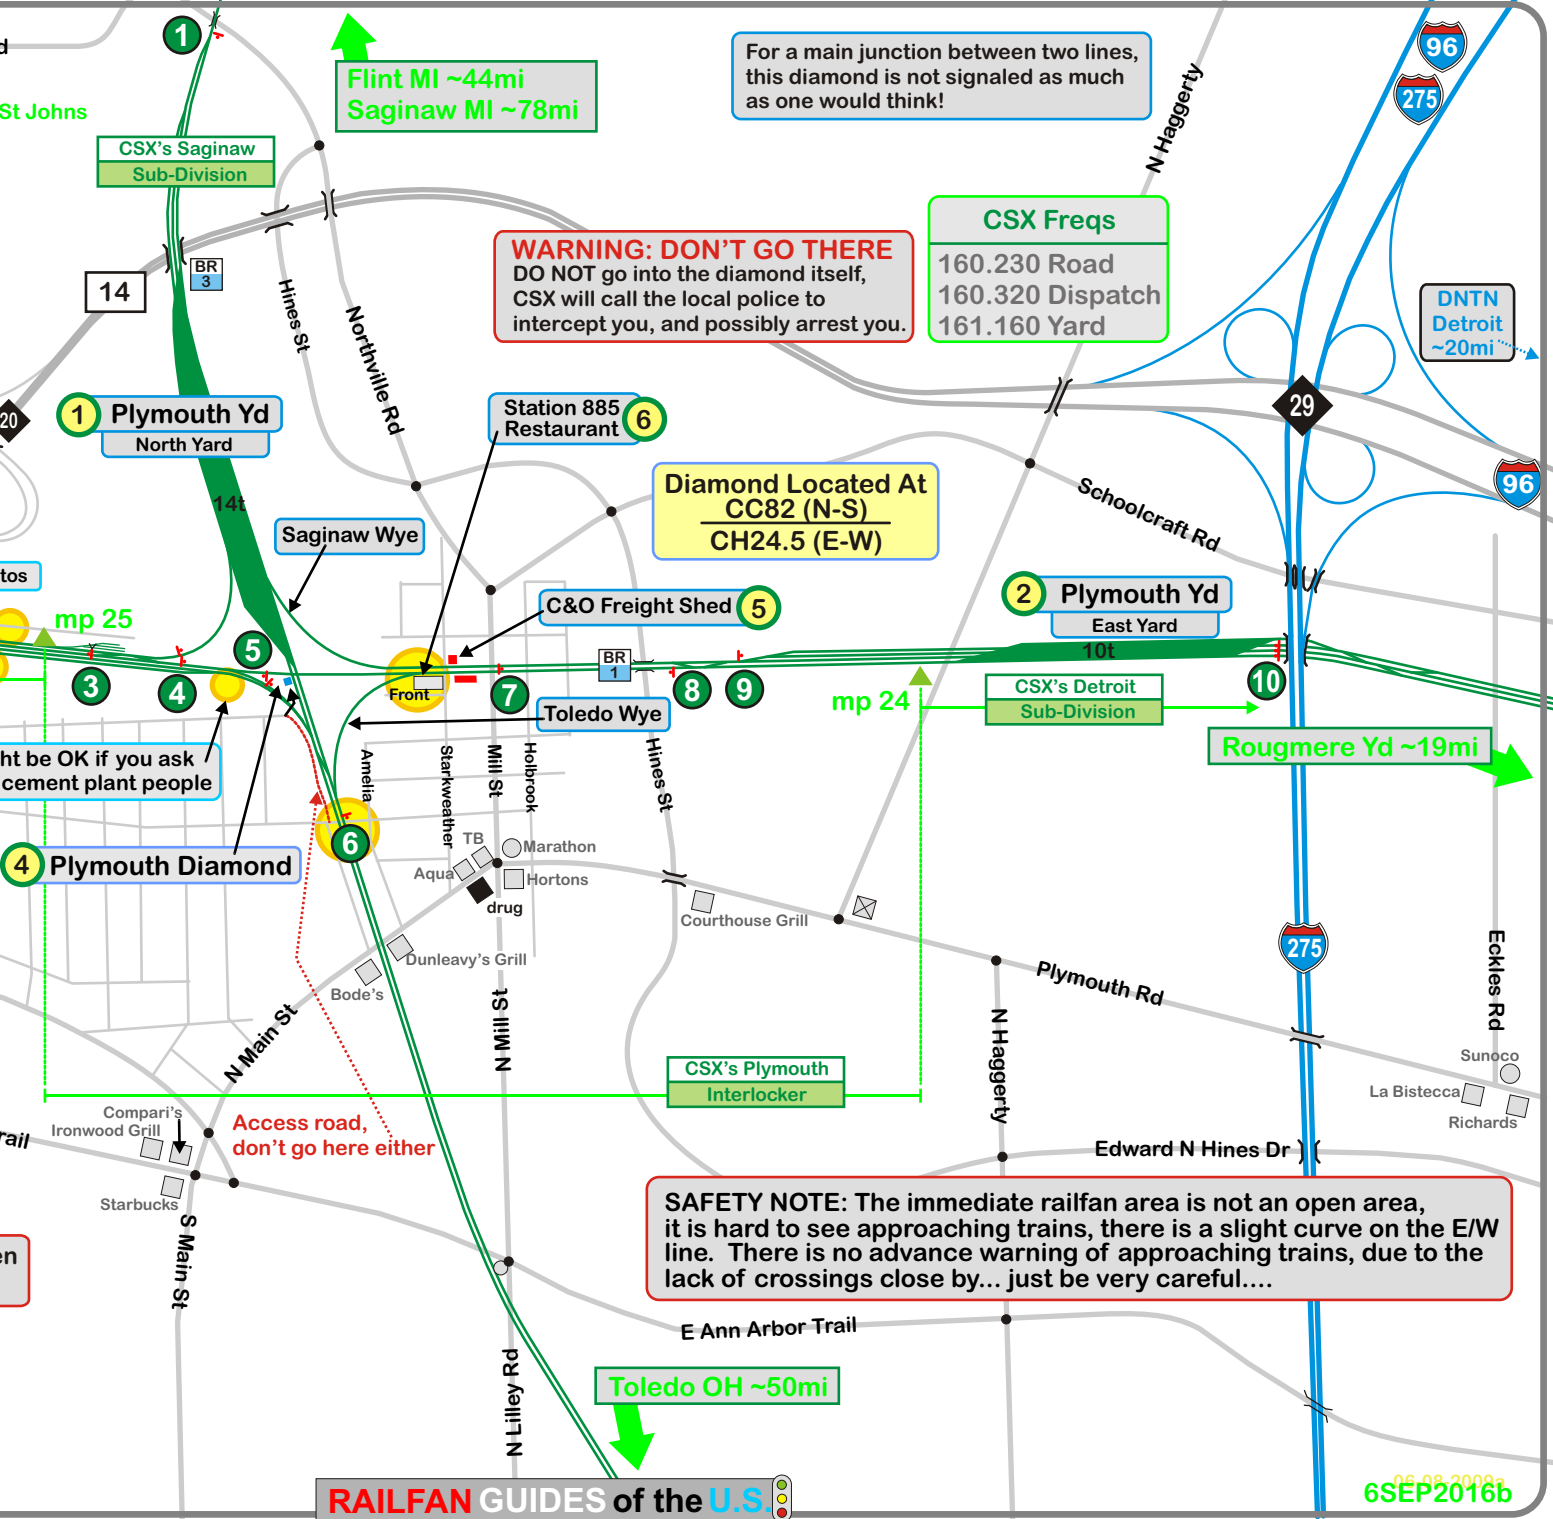 1
d
St Johns
Flint MI ~44mi
Saginaw MI ~78mi
For a main junction between two lines,
this diamond is not signaled as much
as one would think!
N Haggerty
96
275
CSX's Saginaw
Sub-Division
14
BR
3
Hines St
Northville Rd
WARNING: DON'T GO THERE
DO NOT go into the diamond itself,
CSX will call the local police to
intercept you, and possibly arrest you.
CSX Freqs
160.230 Road
160.320 Dispatch
161.160 Yard
DNTN
Detroit
~20mi
20
1
Plymouth Yd
North Yard
14t
Station 885
Restaurant
6
29
96
Diamond Located At
CC82 (N-S)
CH24.5 (E-W)
Schoolcraft Rd
Saginaw Wye
tos
mp 25
C&O Freight Shed
5
2
Plymouth Yd
East Yard
10t
3
4
5
Front
7
BR
1
8
9
10
mp 24
CSX's Detroit
Sub-Division
Toledo Wye
Rougmere Yd ~19mi
ht be OK if you ask
cement plant people
Amelia
Starkweather
Mill St
Holbrook
Hines St
6
4
Plymouth Diamond
TB
Marathon
Aqua
Hortons
drug
Courthouse Grill
Dunleavy's Grill
Bode's
275
Eckles Rd
Plymouth Rd
N Main St
N Mill St
N Haggerty
CSX's Plymouth
Interlocker
Sunoco
La Bistecca
Richards
Compari's
Ironwood Grill
rail
Starbucks
Access road,
don't go here either
Edward N Hines Dr
S Main St
en
SAFETY NOTE: The immediate railfan area is not an open area,
it is hard to see approaching trains, there is a slight curve on the E/W
line. There is no advance warning of approaching trains, due to the
lack of crossings close by... just be very careful....
E Ann Arbor Trail
N Lilley Rd
Toledo OH ~50mi
RAILFAN GUIDES of the U.S.
06-08-2009a
6SEP2016b